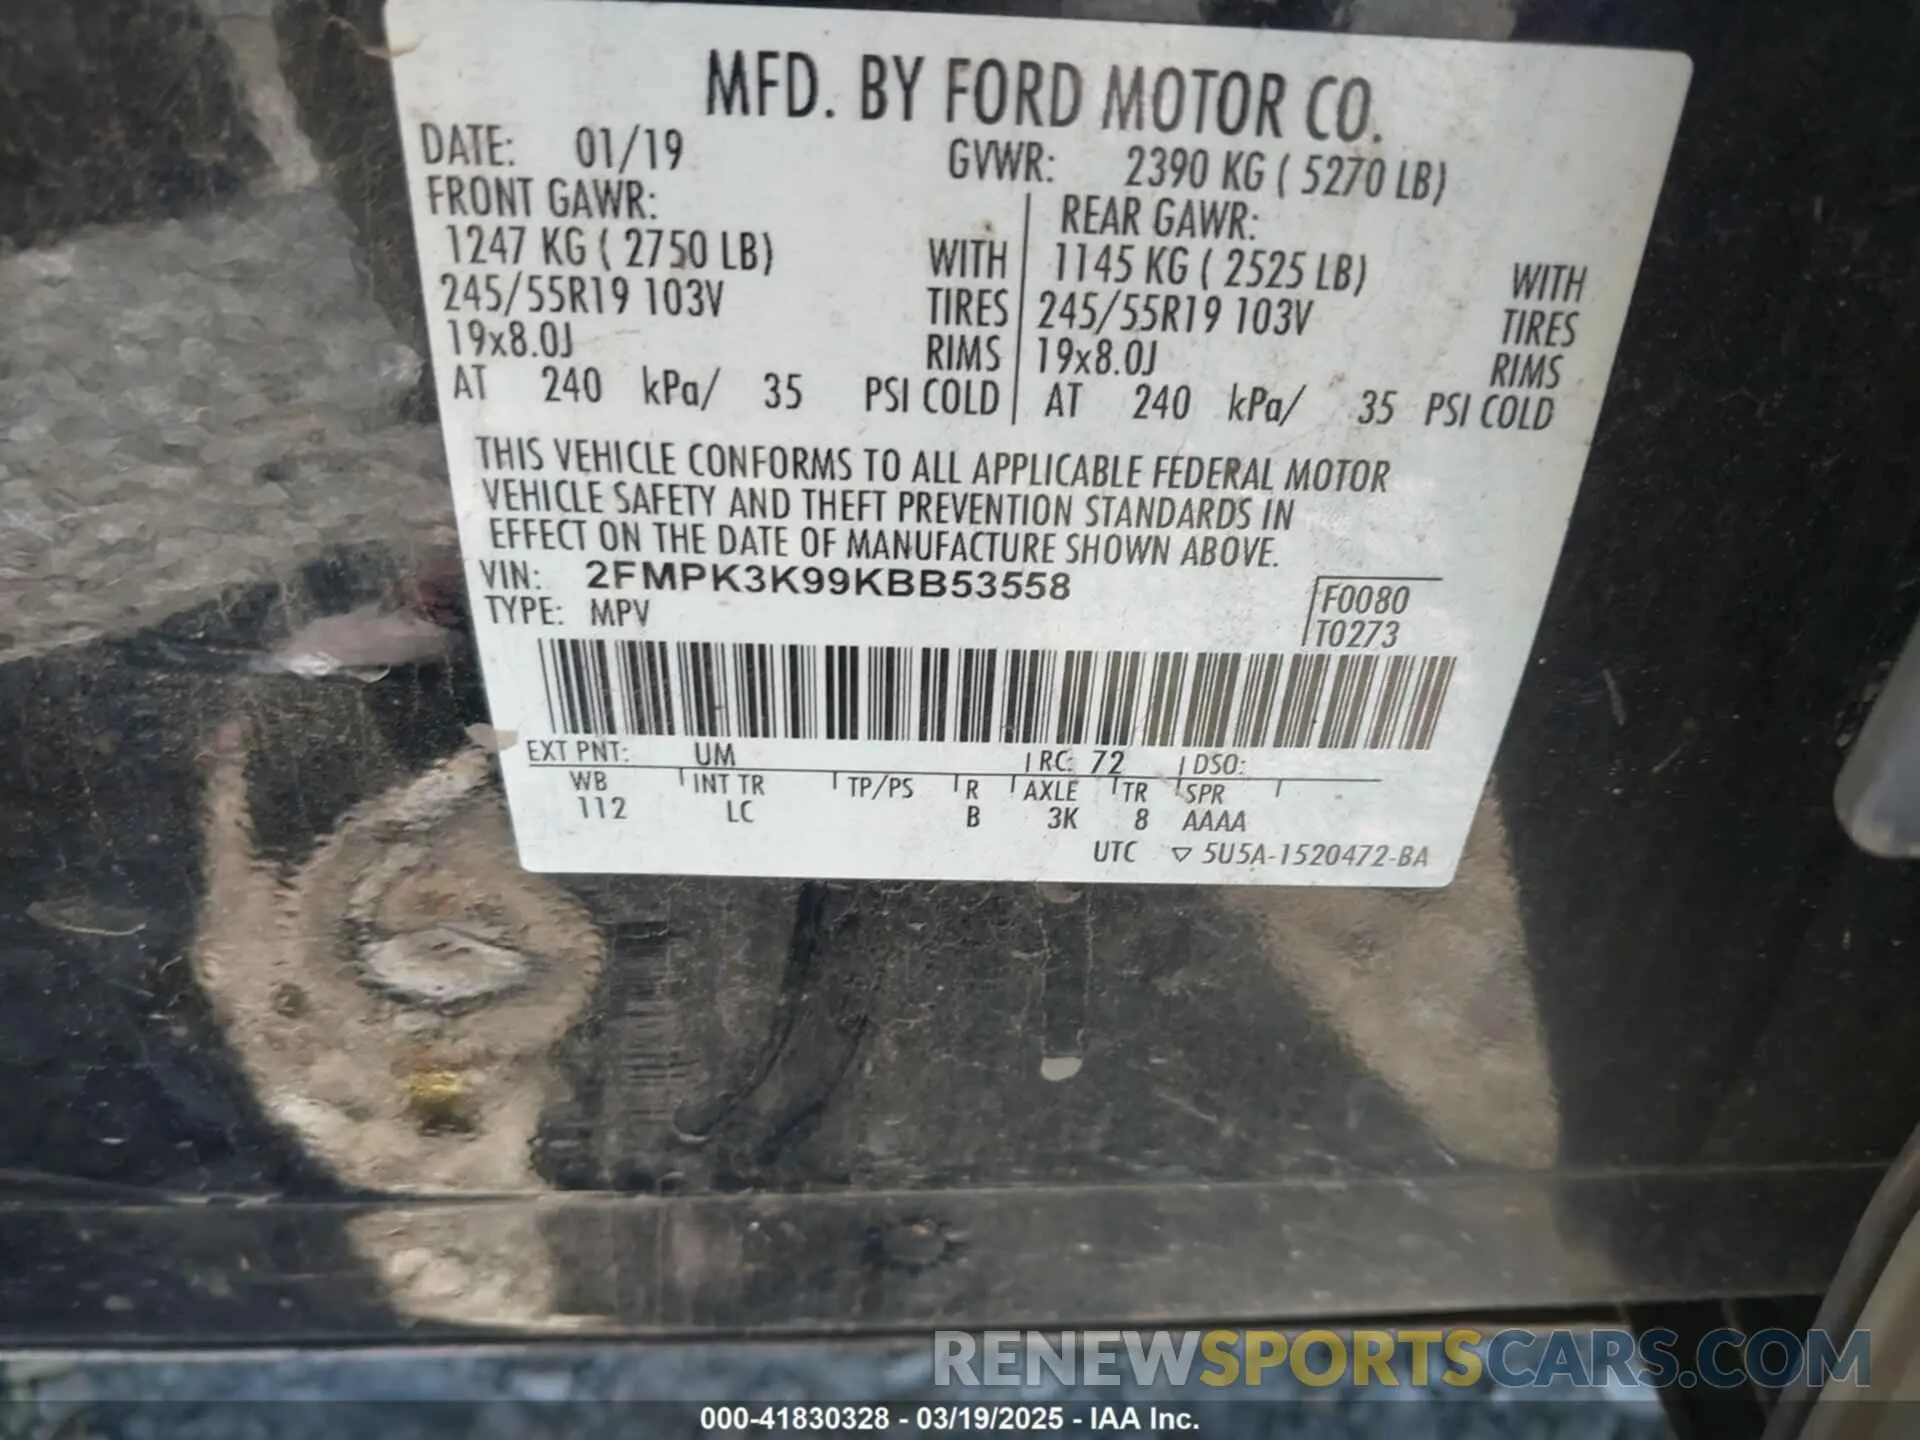 MFD. BY FORD MOTOR CO.
DATE: 01/19 GVWR: 2390 KG ( 5270 LB)
FRONT GAWR: REAR GAWR:
1247 KG ( 2750 LB) WITH 1145 KG ( 2525 LB) WITH
245/55R19 103V TIRES 245/55R19 103V TIRES
19x8.0J RIMS 19x8.0J RIMS
AT 240 kPa/ 35 PSI COLD AT 240 kPa/ 35 PSI COLD
THIS VEHICLE CONFORMS TO ALL APPLICABLE FEDERAL MOTOR
VEHICLE SAFETY AND THEFT PREVENTION STANDARDS IN
EFFECT ON THE DATE OF MANUFACTURE SHOWN ABOVE.
VIN: 2FMPK3K99KBB53558 F0080
TYPE: MPV T0273
EXT PNT: UM RC: 72 DSO:
WB INT TR TP/PS R AXLE TR SPR
112 LC B 3K 8 AAAA
UTC ▽ 5U5A-1520472-BA
RENEWSPORTSCARS.COM
000-41830328 - 03/19/2025 - IAA Inc.